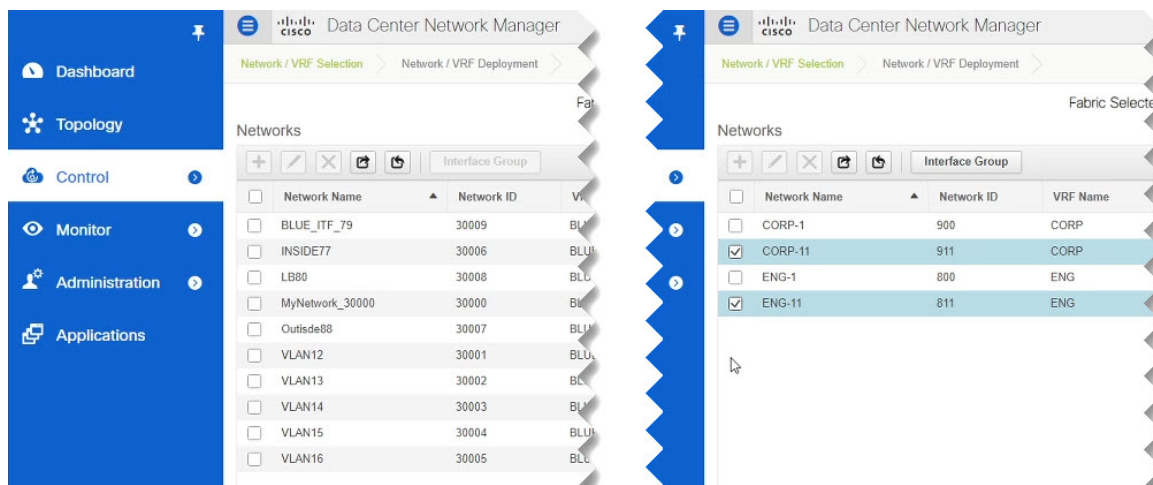 Dashboard
Topology
Control
Monitor
Administration
Applications
cisco Data Center Network Manager
Network / VRF Selection Network / VRF Deployment
Networks
Interface Group
Network Name Network ID
BLUE_ITF_79 30009
INSIDE77 30006
LB80 30008
MyNetwork_30000 30000
Outisde88 30007
VLAN12 30001
VLAN13 30002
VLAN14 30003
VLAN15 30004
VLAN16 30005
cisco Data Center Network Manager
Network / VRF Selection Network / VRF Deployment
Fabric Selecte
Networks
Interface Group
Network Name Network ID VRF Name
CORP-1 900 CORP
CORP-11 911 CORP
ENG-1 800 ENG
ENG-11 811 ENG